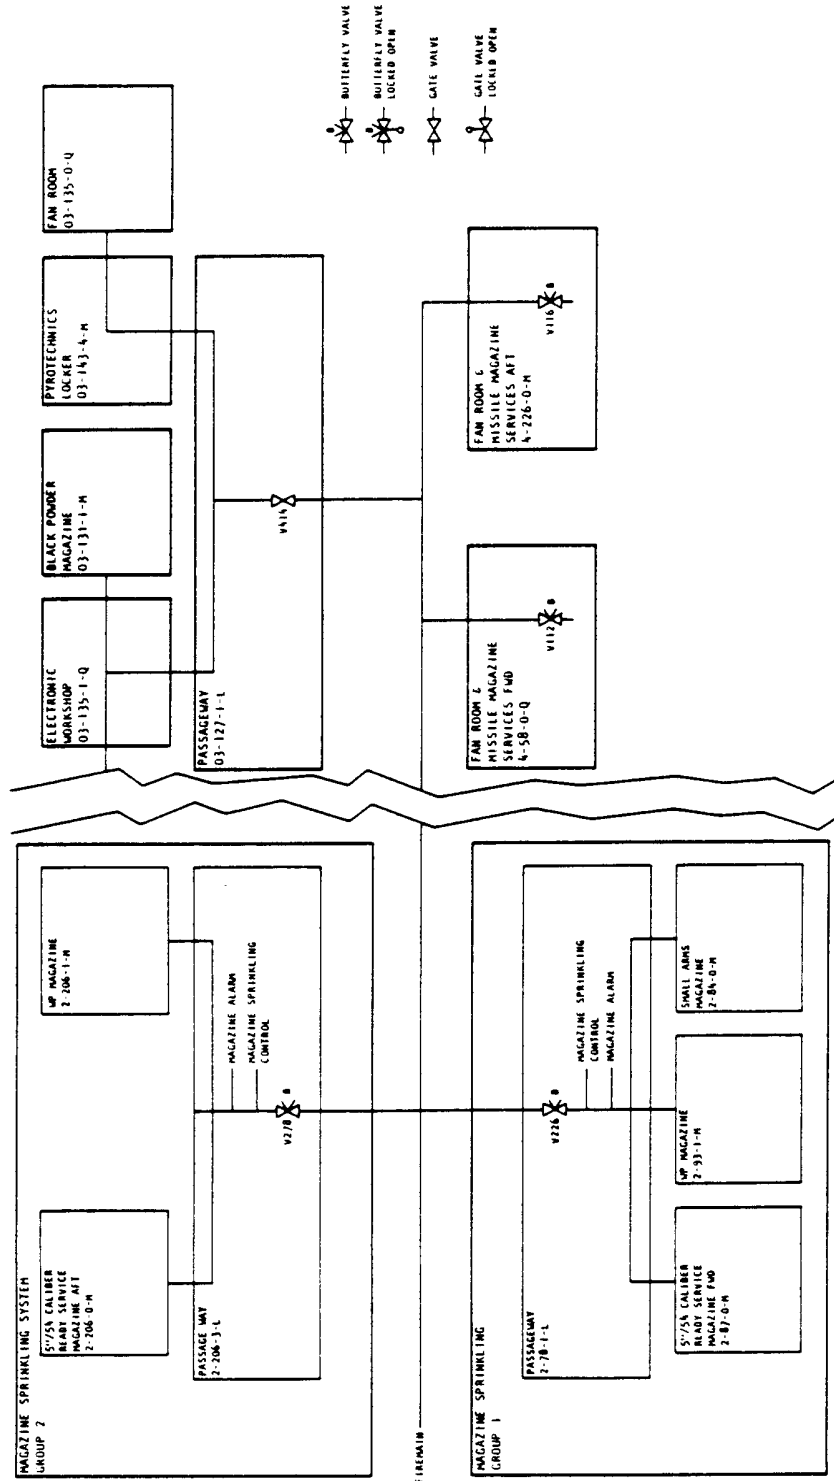 BUTTERFLY VALVE
BUTTERFLY VALVE
LOCKED OPEN
GATE VALVE
GATE VALVE
LOCKED OPEN
B
B
FAN ROOM
03-135-0-Q
PYROTECHNICS
LOCKER
03-143-4-M
BLACK POWDER
MAGAZINE
03-131-1-M
ELECTRONIC
WORKSHOP
03-135-1-Q
PASSAGEWAY
03-127-1-L
V414
FAN ROOM &
MISSILE MAGAZINE
SERVICES AFT
4-226-0-M
V116
B
FAN ROOM &
MISSILE MAGAZINE
SERVICES FWD
4-58-0-Q
V112
B
MAGAZINE SPRINKLING SYSTEM
GROUP 2
WP MAGAZINE
2-206-1-M
5"/54 CALIBER
READY SERVICE
MAGAZINE AFT
2-206-0-M
PASSAGE WAY
2-206-3-L
MAGAZINE ALARM
MAGAZINE SPRINKLING
CONTROL
V278
B
FIREMAIN
MAGAZINE SPRINKLING
GROUP 1
PASSAGEWAY
2-78-1-L
V226
B
MAGAZINE SPRINKLING
CONTROL
MAGAZINE ALARM
SMALL ARMS
MAGAZINE
2-84-0-M
WP MAGAZINE
2-93-1-M
5"/54 CALIBER
READY SERVICE
MAGAZINE FWD
2-87-0-M